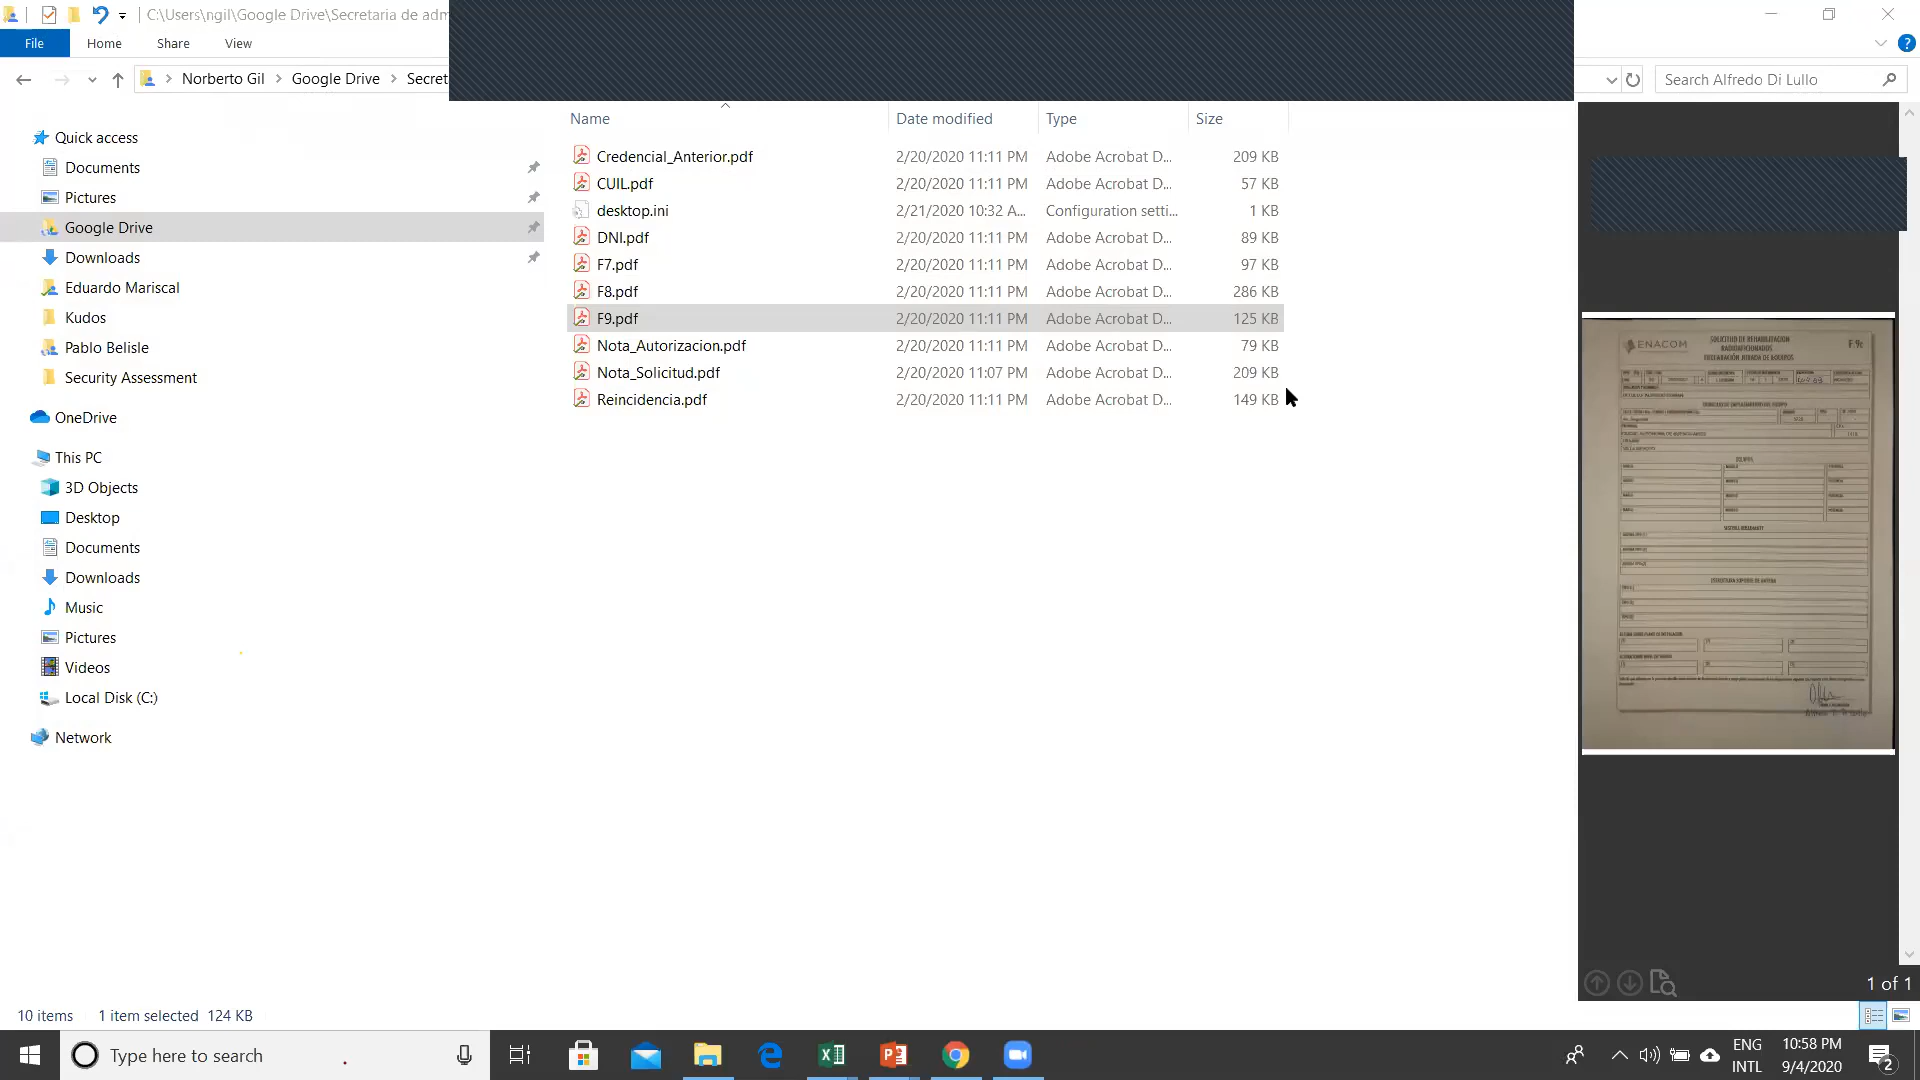 C:\Users\ngil\Google Drive\Secretaria de adm
File Home Share View
Norberto Gil Google Drive Secret
Search Alfredo Di Lullo
Name Date modified Type Size
Quick access
Documents
Pictures
Google Drive
Downloads
Eduardo Mariscal
Kudos
Pablo Belisle
Security Assessment
OneDrive
This PC
3D Objects
Desktop
Documents
Downloads
Music
Pictures
Videos
Local Disk (C:)
Network
Credencial_Anterior.pdf 2/20/2020 11:11 PM Adobe Acrobat D... 209 KB
CUIL.pdf 2/20/2020 11:11 PM Adobe Acrobat D... 57 KB
desktop.ini 2/21/2020 10:32 A... Configuration setti... 1 KB
DNI.pdf 2/20/2020 11:11 PM Adobe Acrobat D... 89 KB
F7.pdf 2/20/2020 11:11 PM Adobe Acrobat D... 97 KB
F8.pdf 2/20/2020 11:11 PM Adobe Acrobat D... 286 KB
F9.pdf 2/20/2020 11:11 PM Adobe Acrobat D... 125 KB
Nota_Autorizacion.pdf 2/20/2020 11:11 PM Adobe Acrobat D... 79 KB
Nota_Solicitud.pdf 2/20/2020 11:07 PM Adobe Acrobat D... 209 KB
Reincidencia.pdf 2/20/2020 11:11 PM Adobe Acrobat D... 149 KB
ENACOM
SOLICITUD DE REHABILITACION
RADIOAFICIONADOS
F.9c
1 of 1
10 items 1 item selected 124 KB
Type here to search
ENG
INTL
10:58 PM
9/4/2020
2